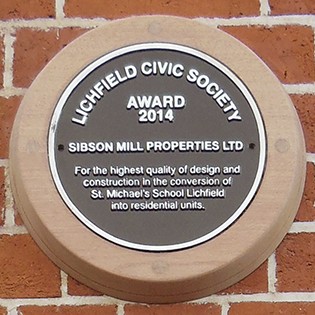 LICHFIELD CIVIC SOCIETY
AWARD
2014
SIBSON MILL PROPERTIES LTD
For the highest quality of design and
construction in the conversion of
St. Michael's School Lichfield
into residential units.